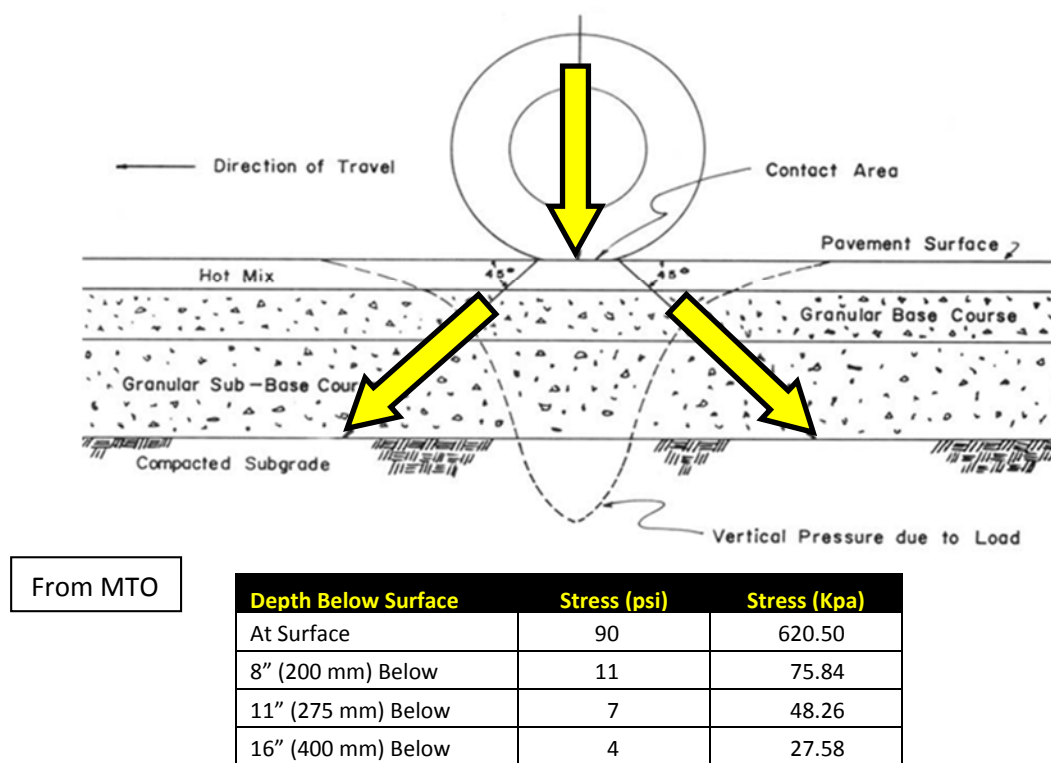 Direction of Travel
Contact Area
Pavement Surface
45°
45°
Hot Mix
Granular Base Course
Granular Sub-Base Cour
Compacted Subgrade
Vertical Pressure due to Load
From MTO
Depth Below Surface Stress (psi) Stress (Kpa)
At Surface 90 620.50
8” (200 mm) Below 11 75.84
11” (275 mm) Below 7 48.26
16” (400 mm) Below 4 27.58